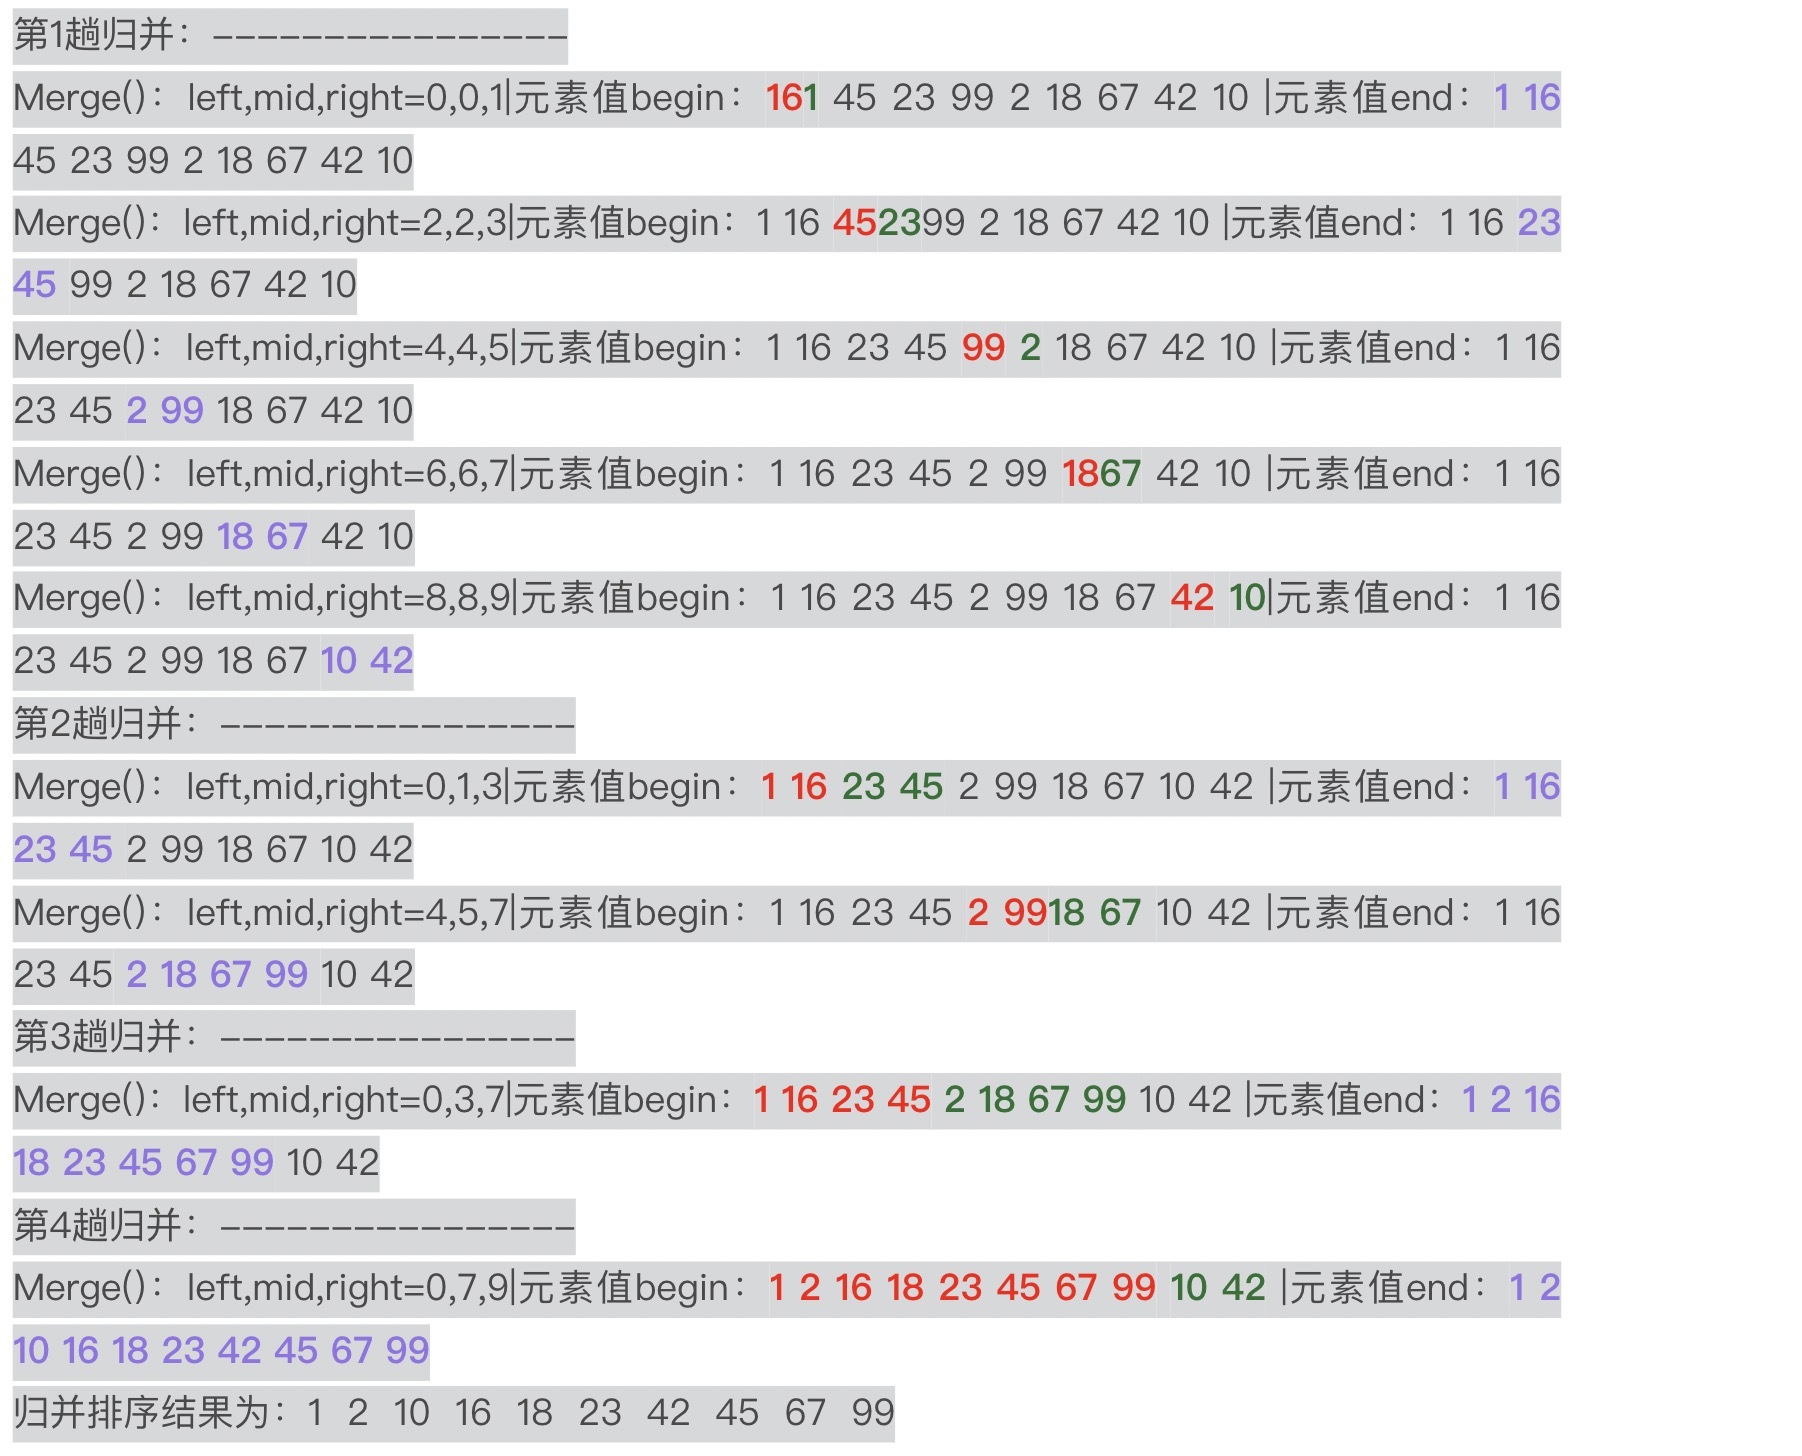 第1趟归并：----------------
Merge()：left,mid,right=0,0,1|元素值begin：161 45 23 99 2 18 67 42 10 |元素值end：1 16
45 23 99 2 18 67 42 10
Merge()：left,mid,right=2,2,3|元素值begin：1 16 452399 2 18 67 42 10 |元素值end：1 16 23
45 99 2 18 67 42 10
Merge()：left,mid,right=4,4,5|元素值begin：1 16 23 45 99 2 18 67 42 10 |元素值end：1 16
23 45 2 99 18 67 42 10
Merge()：left,mid,right=6,6,7|元素值begin：1 16 23 45 2 99 1867 42 10 |元素值end：1 16
23 45 2 99 18 67 42 10
Merge()：left,mid,right=8,8,9|元素值begin：1 16 23 45 2 99 18 67 42 10|元素值end：1 16
23 45 2 99 18 67 10 42
第2趟归并：----------------
Merge()：left,mid,right=0,1,3|元素值begin：1 16 23 45 2 99 18 67 10 42 |元素值end：1 16
23 45 2 99 18 67 10 42
Merge()：left,mid,right=4,5,7|元素值begin：1 16 23 45 2 9918 67 10 42 |元素值end：1 16
23 45 2 18 67 99 10 42
第3趟归并：----------------
Merge()：left,mid,right=0,3,7|元素值begin：1 16 23 45 2 18 67 99 10 42 |元素值end：1 2 16
18 23 45 67 99 10 42
第4趟归并：----------------
Merge()：left,mid,right=0,7,9|元素值begin：1 2 16 18 23 45 67 99 10 42 |元素值end：1 2
10 16 18 23 42 45 67 99
归并排序结果为：1 2 10 16 18 23 42 45 67 99